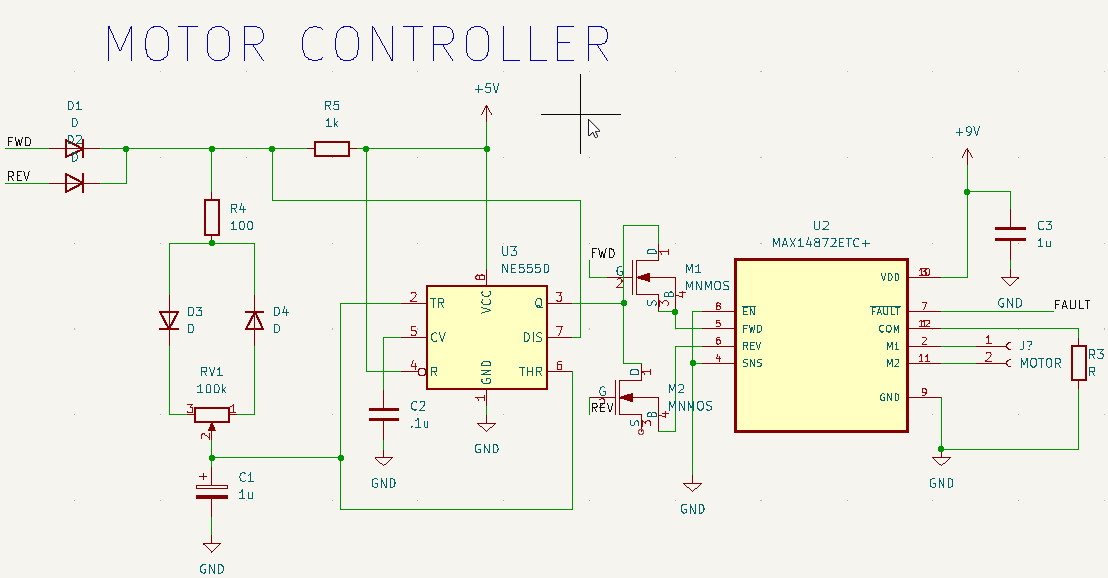 MOTOR CONTROLLER
+5V
D1
D
D2
D
FWD
REV
R5
1k
R4
100
D3
D
D4
D
RV1
100k
3
1
2
+
C1
1u
GND
U3
NE555D
8
VCC
2
TR
Q
3
5
CV
DIS
7
4
R
THR
6
GND
1
GND
C2
.1u
GND
FWD
G
2
D
1
S
3
B
4
M1
MNMOS
REV
G
2
D
1
S
3
B
4
M2
MNMOS
GND
U2
MAX14872ETC+
8
EN
5
FWD
6
REV
4
SNS
VDD
10
FAULT
7
FAULT
COM
12
M1
2
1
J?
M2
11
2
MOTOR
GND
9
GND
+9V
C3
1u
GND
R3
R